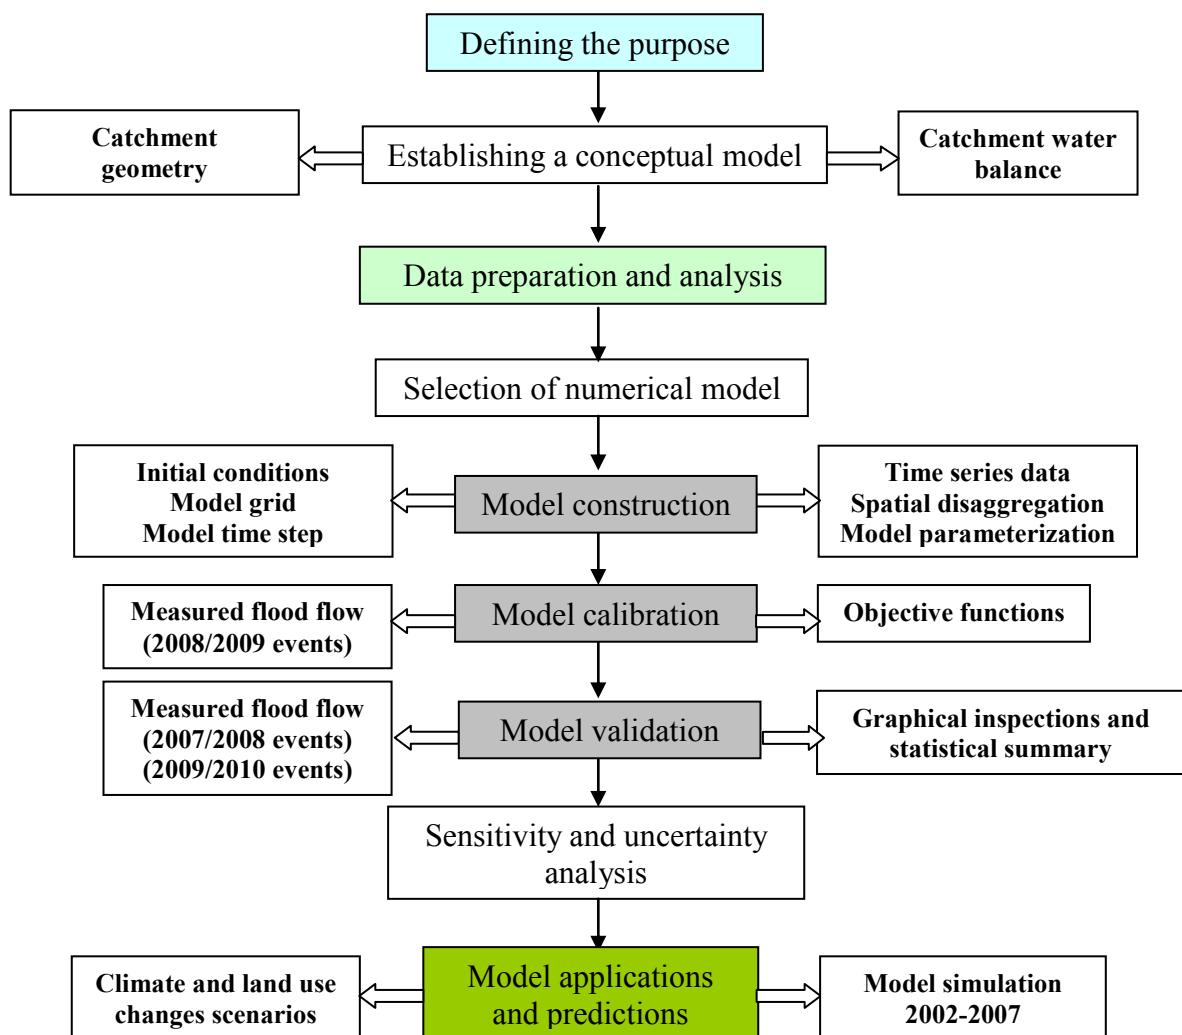 Defining the purpose
Catchment
geometry
Establishing a conceptual model
Catchment water
balance
Data preparation and analysis
Selection of numerical model
Initial conditions
Model grid
Model time step
Model construction
Time series data
Spatial disaggregation
Model parameterization
Measured flood flow
(2008/2009 events)
Model calibration
Objective functions
Measured flood flow
(2007/2008 events)
(2009/2010 events)
Model validation
Graphical inspections and
statistical summary
Sensitivity and uncertainty
analysis
Climate and land use
changes scenarios
Model applications
and predictions
Model simulation
2002-2007